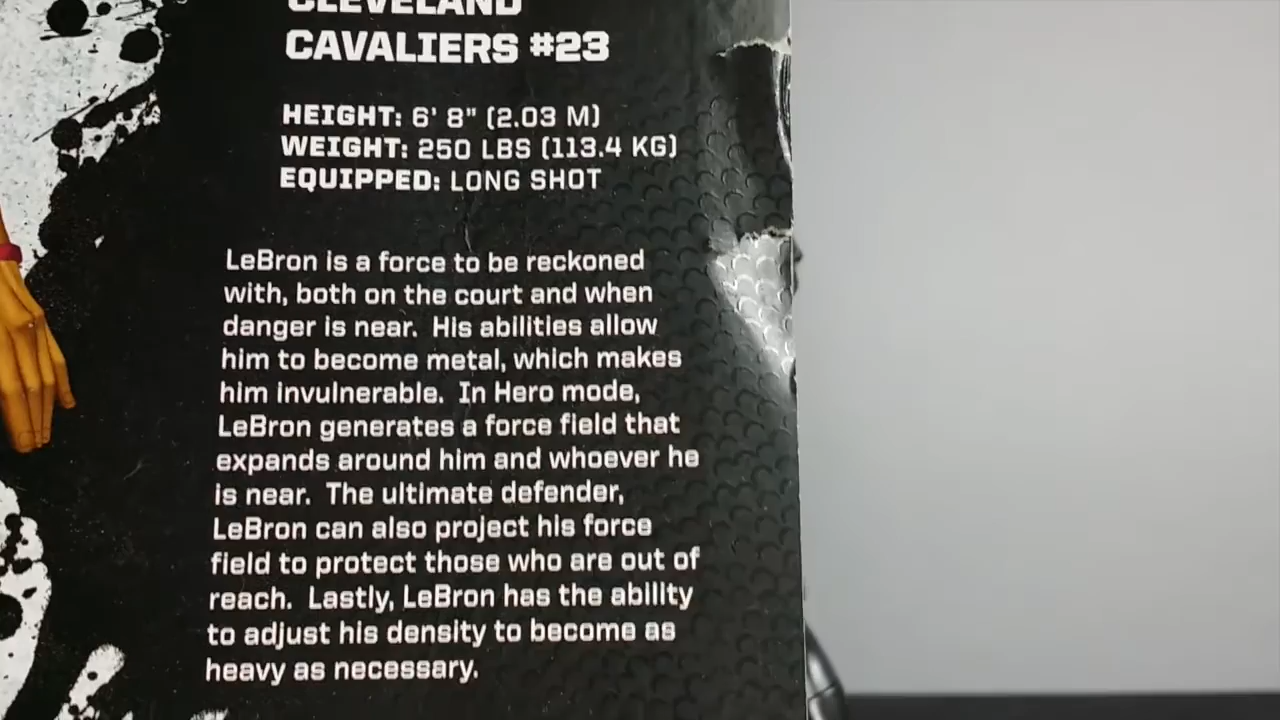 CLEVELAND
CAVALIERS #23
HEIGHT: 6' 8" (2.03 M)
WEIGHT: 250 LBS (113.4 KG)
EQUIPPED: LONG SHOT
LeBron is a force to be reckoned
with, both on the court and when
danger is near. His abilities allow
him to become metal, which makes
him invulnerable. In Hero mode,
LeBron generates a force field that
expands around him and whoever he
is near. The ultimate defender,
LeBron can also project his force
field to protect those who are out of
reach. Lastly, LeBron has the ability
to adjust his density to become as
heavy as necessary.